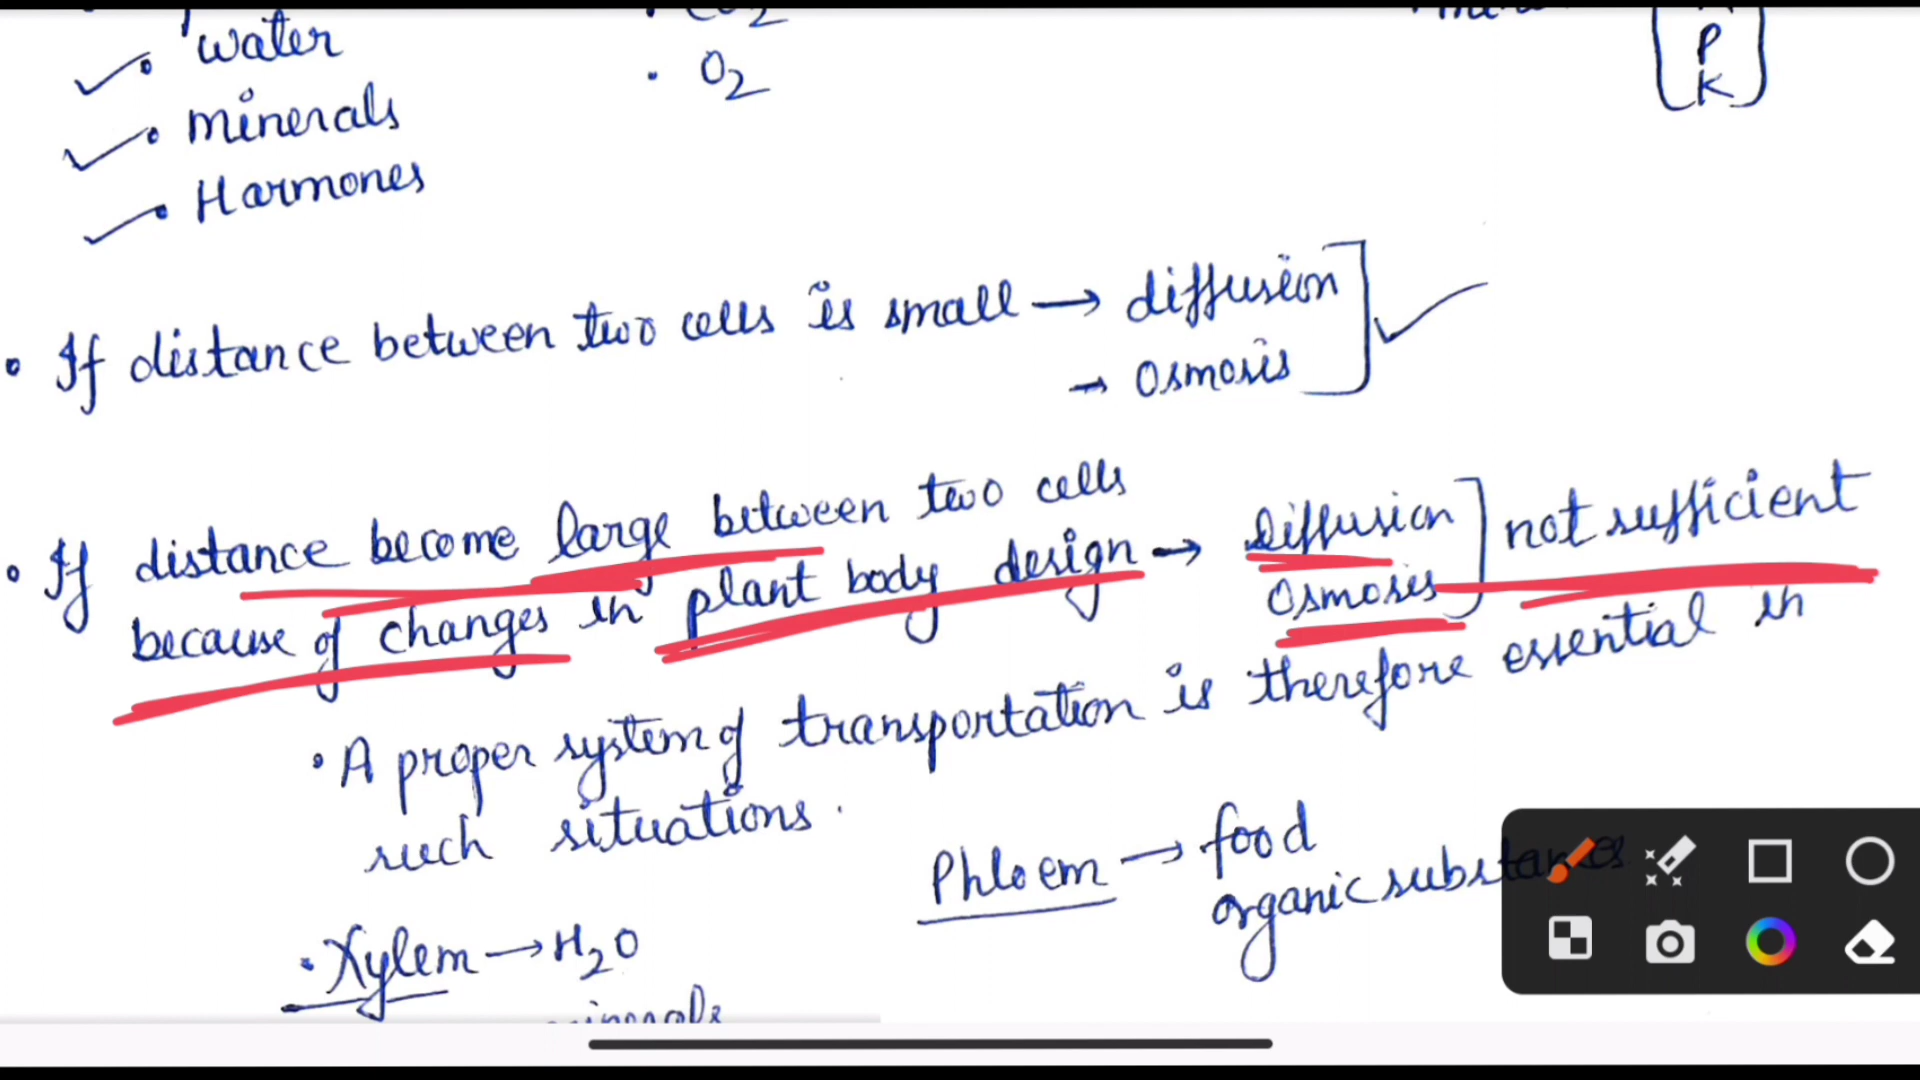 • water
• minerals
• Harmones
• O2
P
K
• If distance between two cells is small → diffusion
→ Osmosis
• If distance become large between two cells
because of changes in plant body design → Diffusion
Osmosis
not sufficient
• A proper system of transportation is therefore essential in
such situations.
Phloem → food
organic substances
• Xylem → H2O
minerals